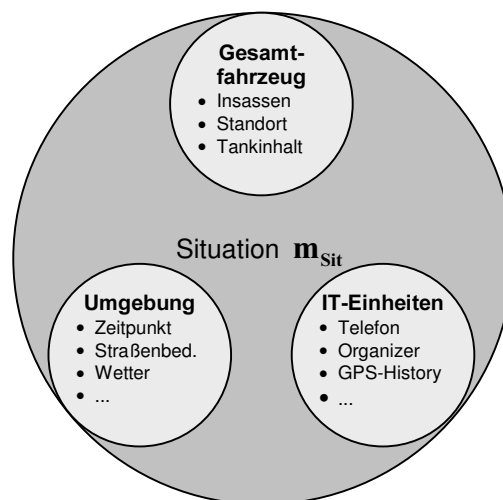 Gesamt-
fahrzeug
• Insassen
• Standort
• Tankinhalt
Situation m_Sit
Umgebung
• Zeitpunkt
• Straßenbed.
• Wetter
• ...
IT-Einheiten
• Telefon
• Organizer
• GPS-History
• ...